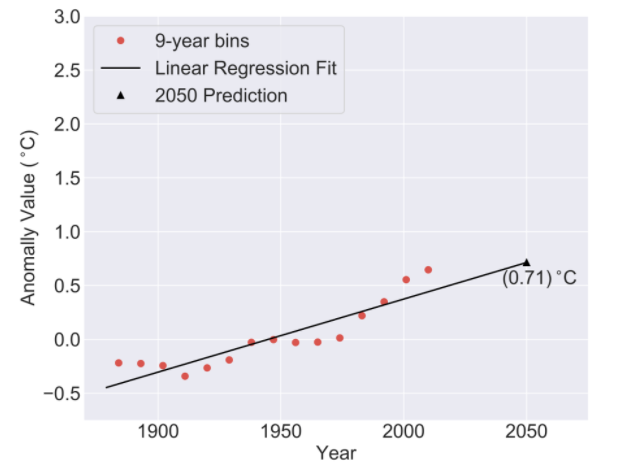 3.0
2.5
2.0
1.5
1.0
0.5
0.0
−0.5
Anomally Value (°C)
9-year bins
Linear Regression Fit
2050 Prediction
(0.71)°C
1900 1950 2000 2050
Year